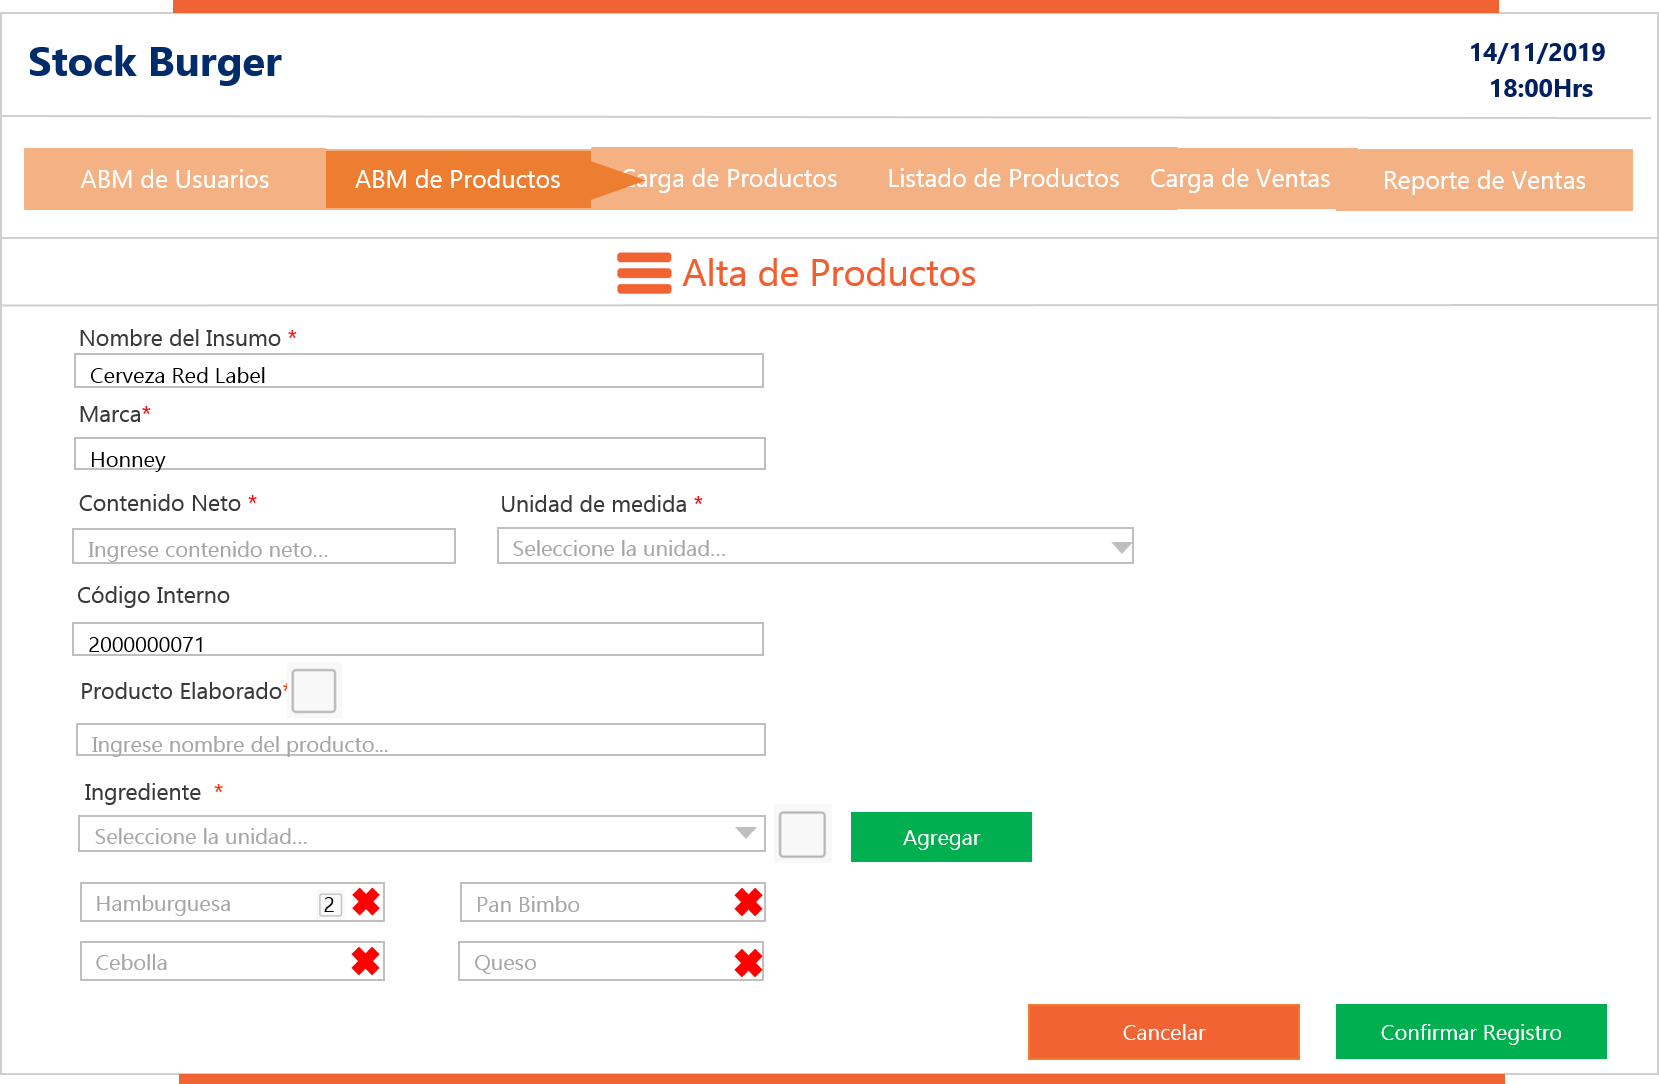 Stock Burger
14/11/2019
18:00Hrs
ABM de Usuarios
ABM de Productos
Carga de Productos
Listado de Productos
Carga de Ventas
Reporte de Ventas
Alta de Productos
Nombre del Insumo *
Cerveza Red Label
Marca*
Honney
Contenido Neto *
Unidad de medida *
Ingrese contenido neto...
Seleccione la unidad...
Código Interno
2000000071
Producto Elaborado*
Ingrese nombre del producto...
Ingrediente *
Seleccione la unidad...
Agregar
Hamburguesa 2
Pan Bimbo
Cebolla
Queso
Cancelar
Confirmar Registro